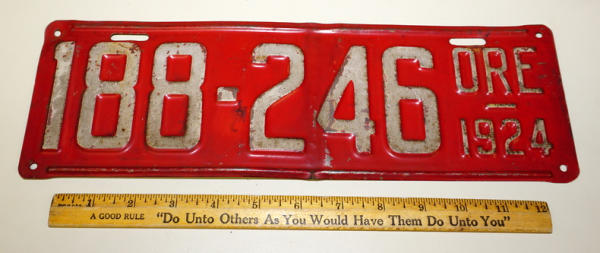 188-246
ORE
1924
1 2 3 4 5 6 7 8 9 10 11 12
A GOOD RULE "Do Unto Others As You Would Have Them Do Unto You"